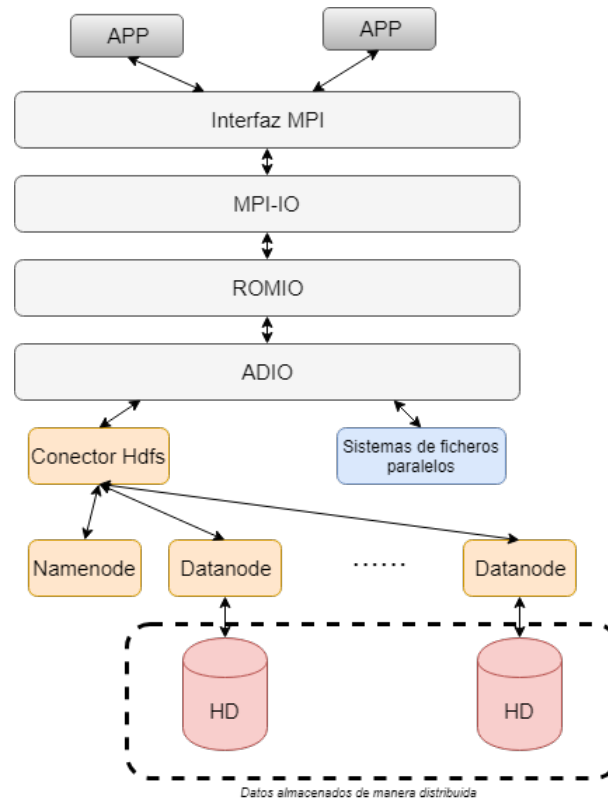 APP
APP
Interfaz MPI
MPI-IO
ROMIO
ADIO
Conector Hdfs
Sistemas de ficheros
paralelos
Namenode
Datanode
......
Datanode
HD
HD
Datos almacenados de manera distribuida